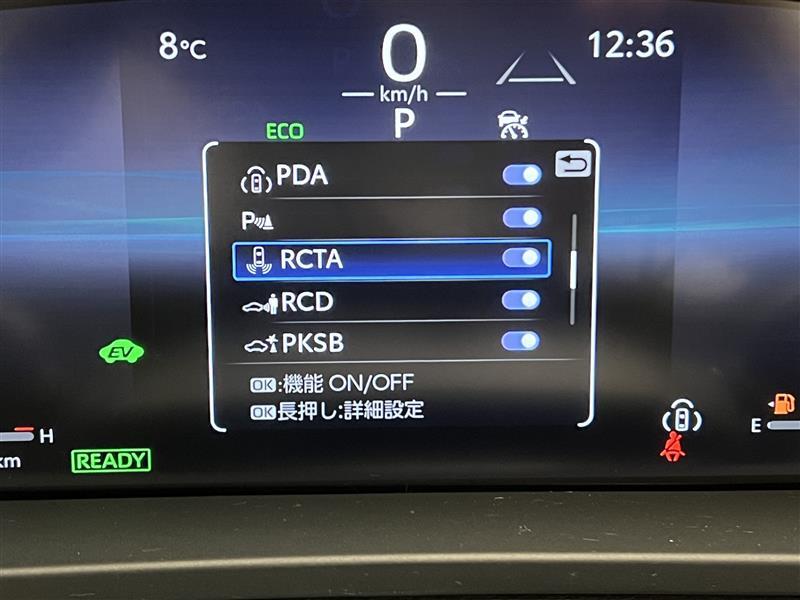 8℃
0
12:36
km/h
P
ECO
PDA
P
RCTA
RCD
PKSB
EV
OK:機能 ON/OFF
OK長押し:詳細設定
H
E
km
READY